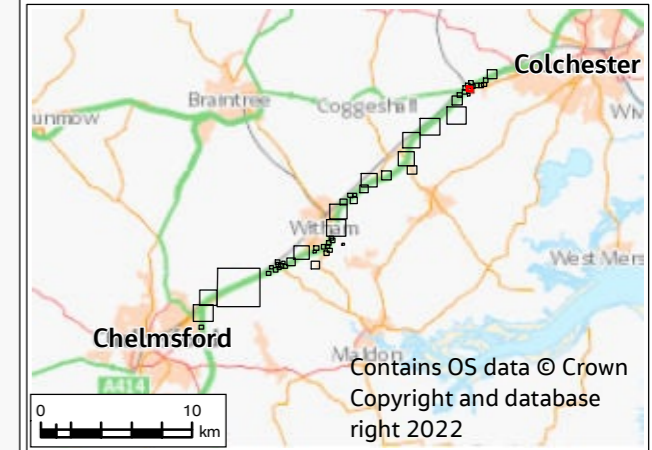 Colchester
Braintree
Coggeshall
unmow
Witham
West Mers
Chelmsford
Maldon
A414
Contains OS data © Crown
Copyright and database
right 2022
0 10
km